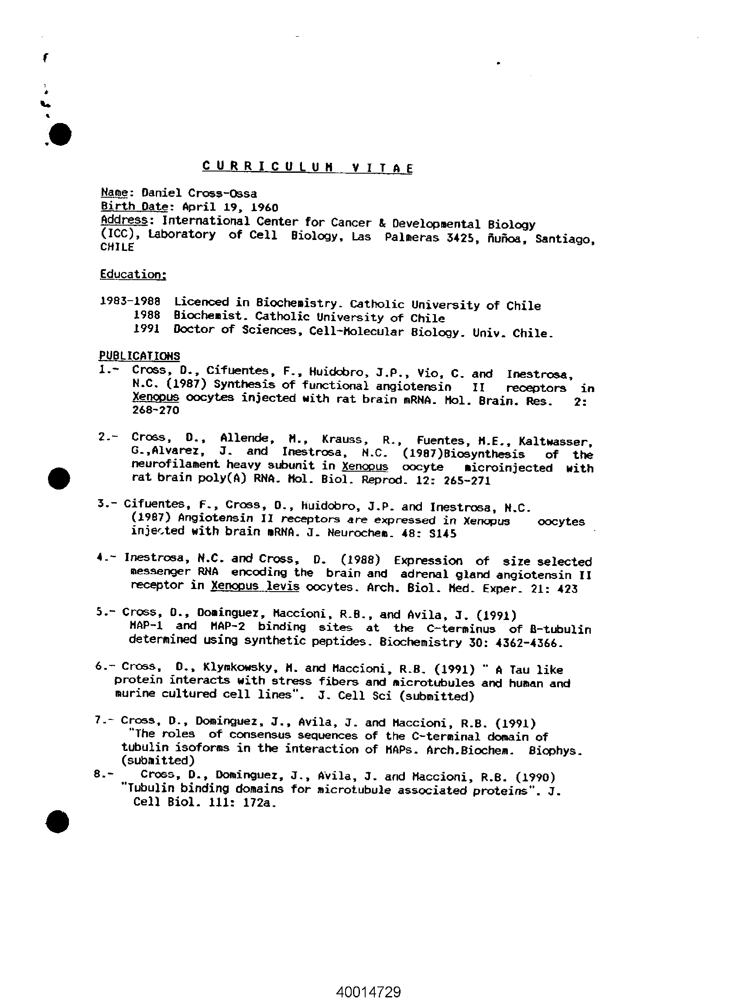 CURRICULUM VITAE
Name: Daniel Cross-Ossa
Birth Date: April 19, 1960
Address: International Center for Cancer & Developmental Biology
(ICC), Laboratory of Cell Biology, Las Palmeras 3425, ñuñoa, Santiago,
CHILE
Education:
1983-1988 Licenced in Biochemistry. Catholic University of Chile
1988 Biochemist. Catholic University of Chile
1991 Doctor of Sciences, Cell-Molecular Biology. Univ. Chile.
PUBLICATIONS
1.- Cross, D., Cifuentes, F., Huidobro, J.P., Vio, C. and Inestrosa,
N.C. (1987) Synthesis of functional angiotensin II receptors in
Xenopus oocytes injected with rat brain mRNA. Mol. Brain. Res. 2:
268-270
2.- Cross, D., Allende, M., Krauss, R., Fuentes, M.E., Kaltwasser,
G.,Alvarez, J. and Inestrosa, N.C. (1987)Biosynthesis of the
neurofilament heavy subunit in Xenopus oocyte microinjected with
rat brain poly(A) RNA. Mol. Biol. Reprod. 12: 265-271
3.- Cifuentes, F., Cross, D., Huidobro, J.P. and Inestrosa, N.C.
(1987) Angiotensin II receptors are expressed in Xenopus oocytes
injected with brain mRNA. J. Neurochem. 48: S145
4.- Inestrosa, N.C. and Cross, D. (1988) Expression of size selected
messenger RNA encoding the brain and adrenal gland angiotensin II
receptor in Xenopus levis oocytes. Arch. Biol. Med. Exper. 21: 423
5.- Cross, D., Dominguez, Maccioni, R.B., and Avila, J. (1991)
MAP-1 and MAP-2 binding sites at the C-terminus of B-tubulin
determined using synthetic peptides. Biochemistry 30: 4362-4366.
6.- Cross, D., Klymkowsky, M. and Maccioni, R.B. (1991) " A Tau like
protein interacts with stress fibers and microtubules and human and
murine cultured cell lines". J. Cell Sci (submitted)
7.- Cross, D., Dominguez, J., Avila, J. and Maccioni, R.B. (1991)
"The roles of consensus sequences of the C-terminal domain of
tubulin isoforms in the interaction of MAPs. Arch.Biochem. Biophys.
(submitted)
8.- Cross, D., Dominguez, J., Avila, J. and Maccioni, R.B. (1990)
"Tubulin binding domains for microtubule associated proteins". J.
Cell Biol. 111: 172a.
40014729